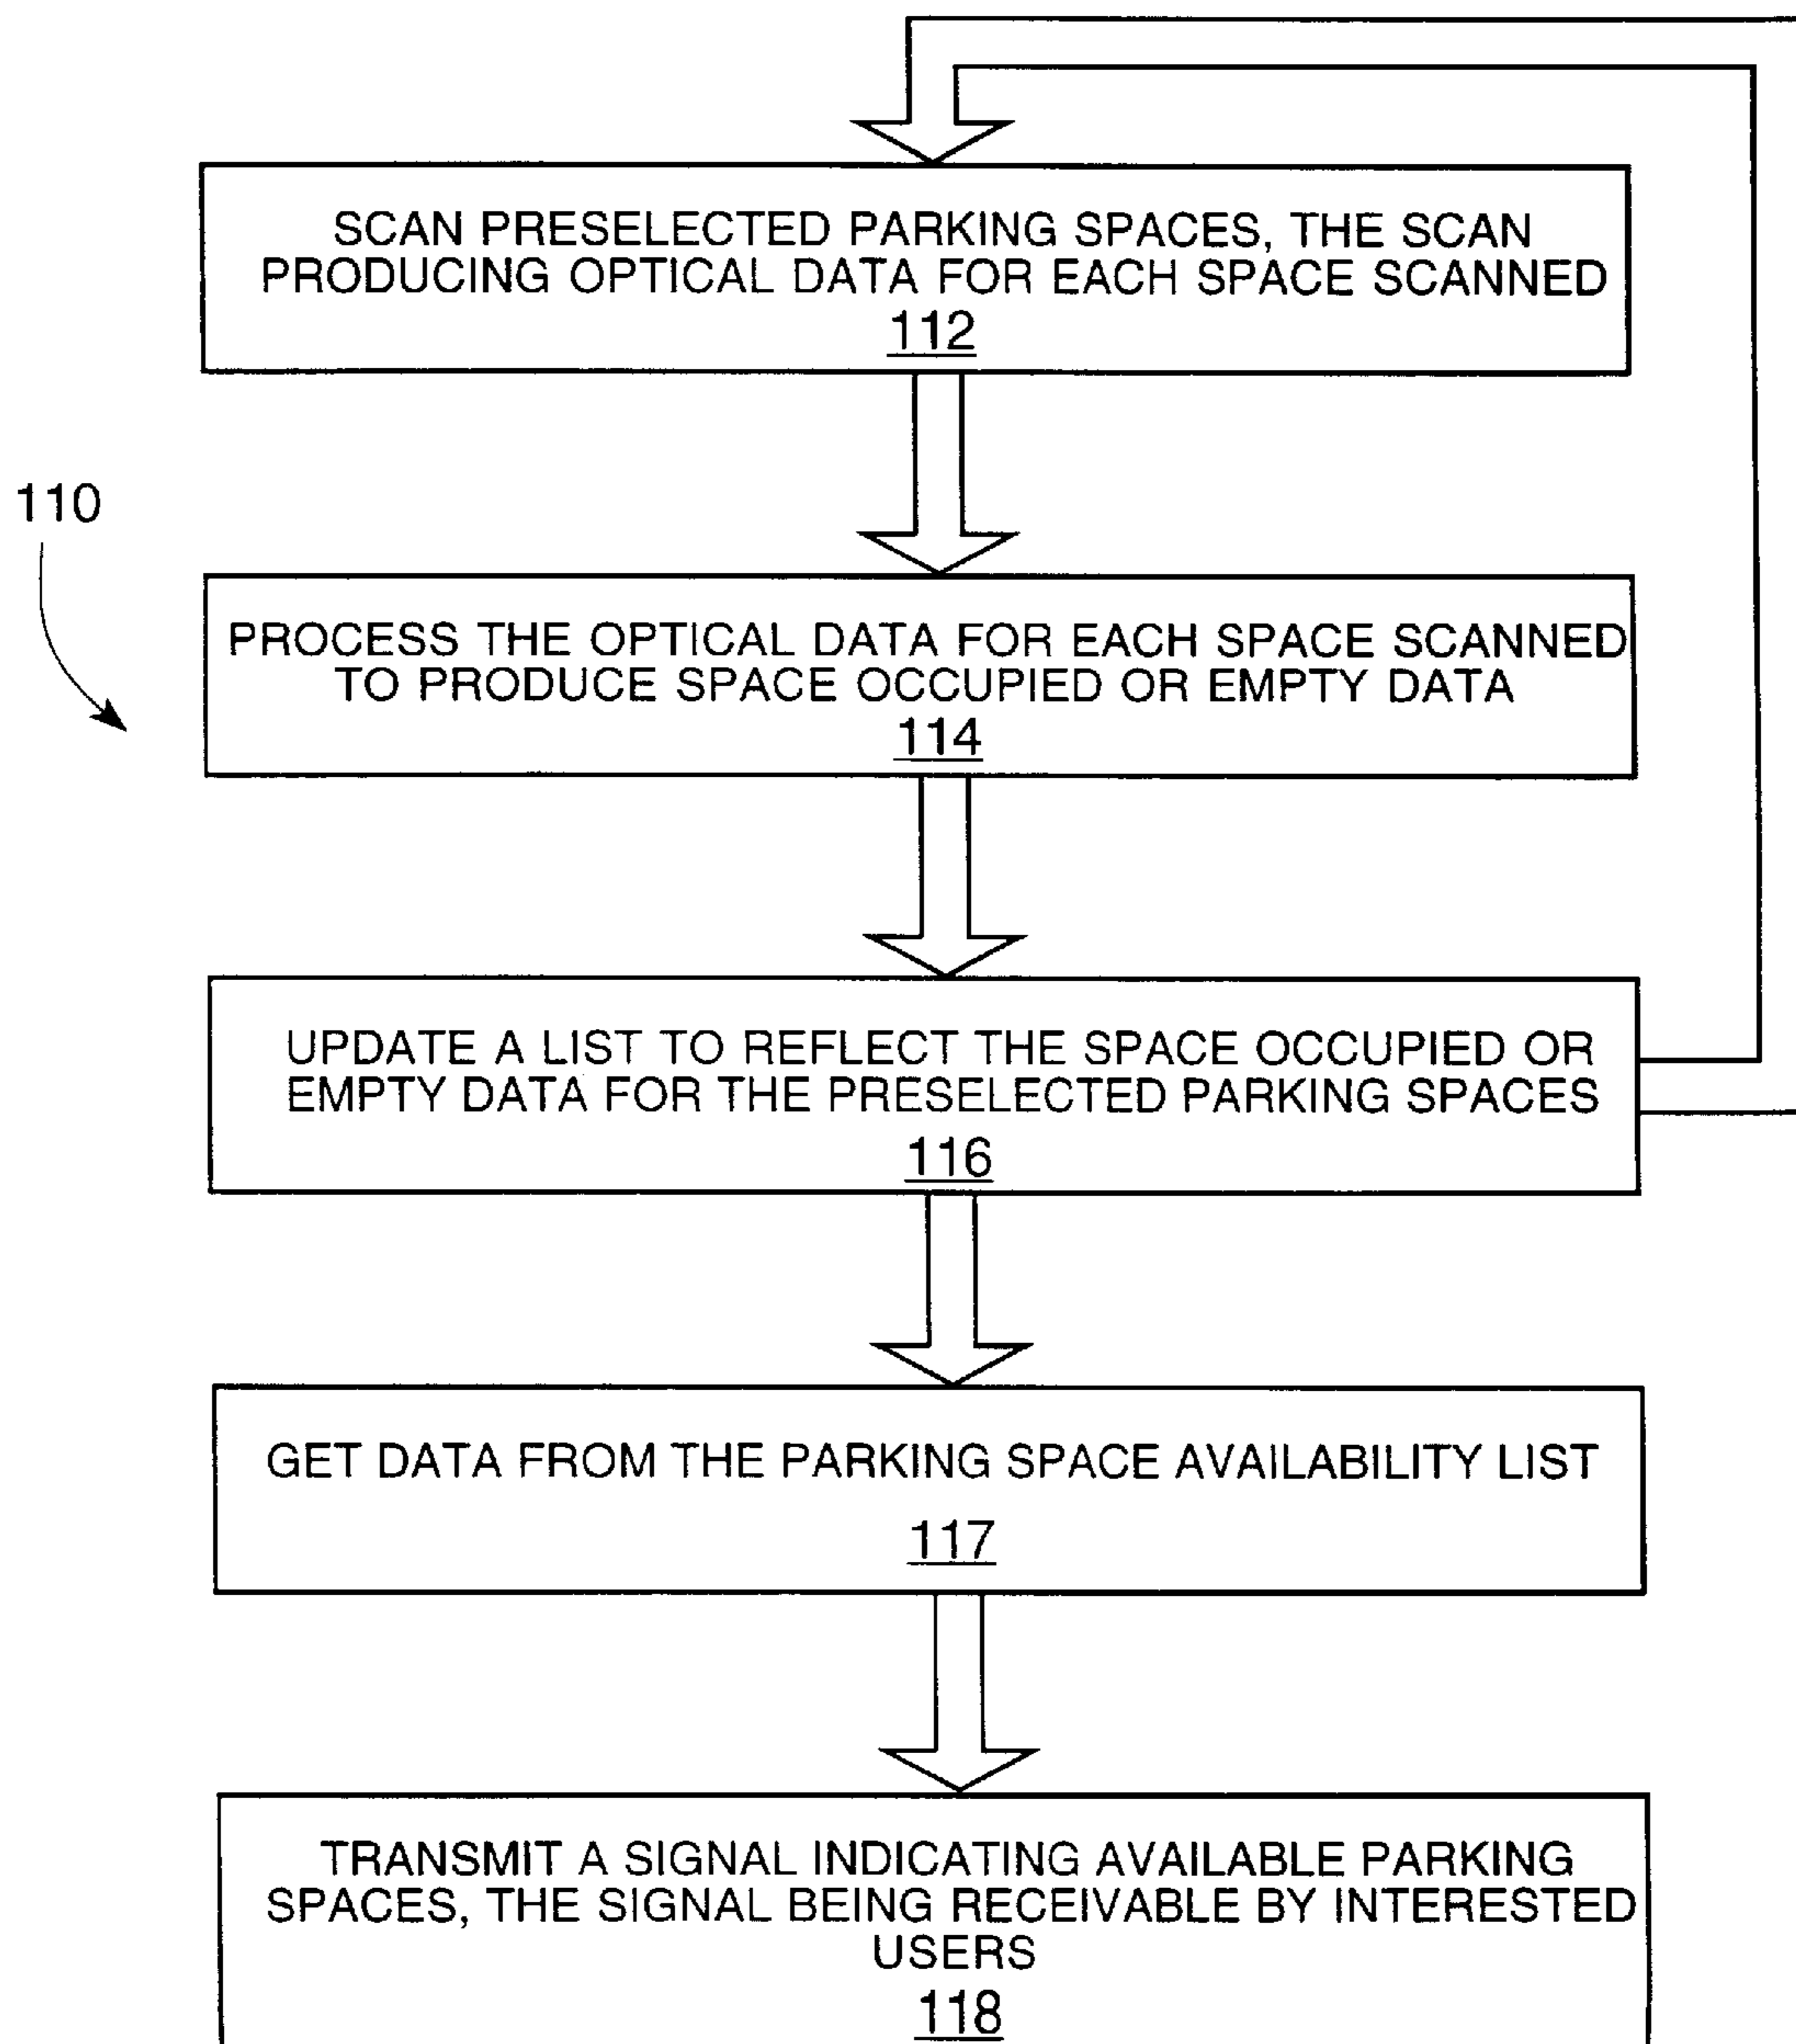 SCAN PRESELECTED PARKING SPACES, THE SCAN
PRODUCING OPTICAL DATA FOR EACH SPACE SCANNED
112
110
PROCESS THE OPTICAL DATA FOR EACH SPACE SCANNED
TO PRODUCE SPACE OCCUPIED OR EMPTY DATA
114
UPDATE A LIST TO REFLECT THE SPACE OCCUPIED OR
EMPTY DATA FOR THE PRESELECTED PARKING SPACES
116
GET DATA FROM THE PARKING SPACE AVAILABILITY LIST
117
TRANSMIT A SIGNAL INDICATING AVAILABLE PARKING
SPACES, THE SIGNAL BEING RECEIVABLE BY INTERESTED
USERS
118